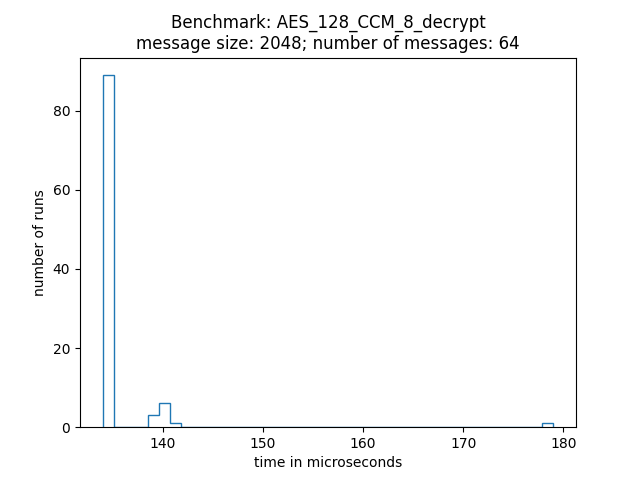 Benchmark: AES_128_CCM_8_decrypt
message size: 2048; number of messages: 64
80
60
40
20
0
number of runs
140 150 160 170 180
time in microseconds